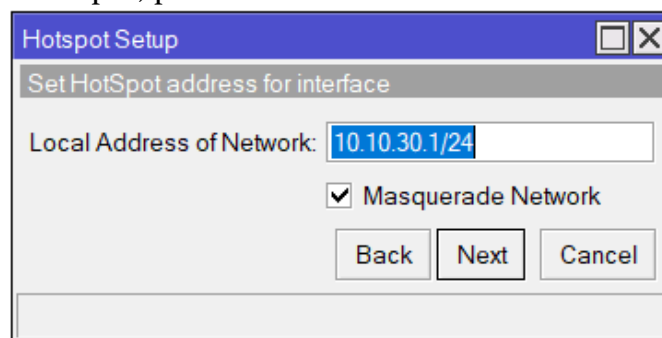 Hotspot Setup
Set HotSpot address for interface
Local Address of Network: 10.10.30.1/24
Masquerade Network
Back Next Cancel